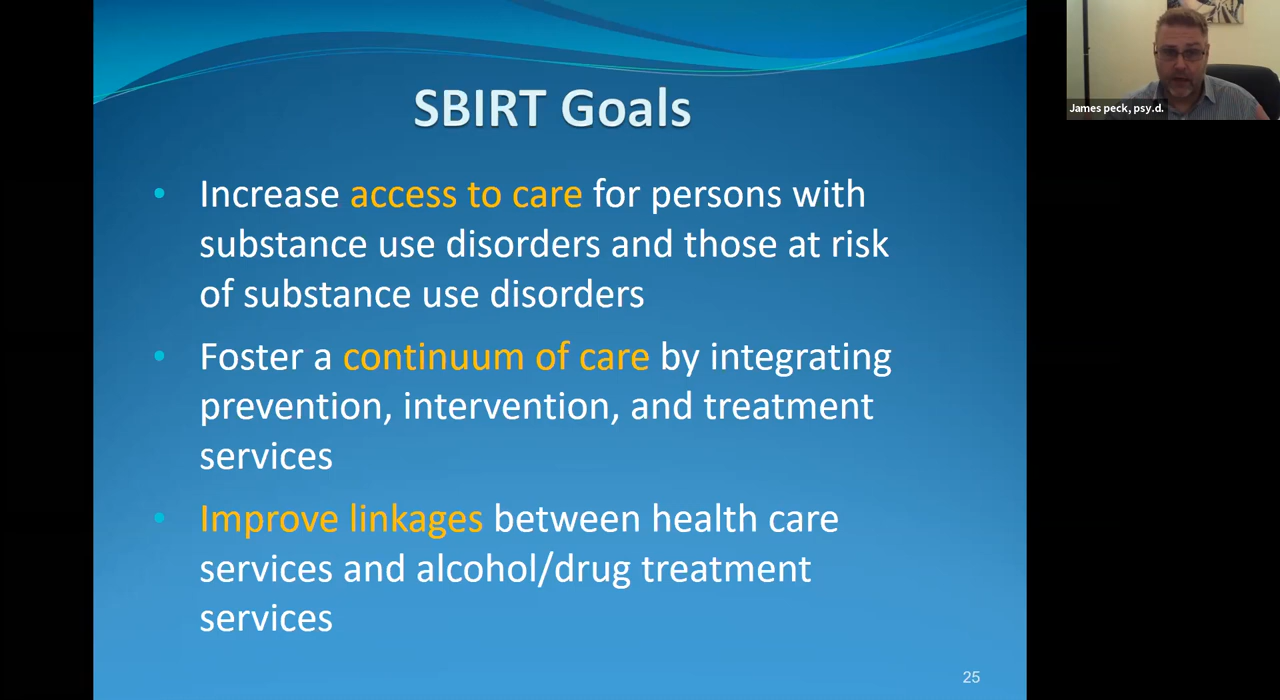 SBIRT Goals
• Increase access to care for persons with
substance use disorders and those at risk
of substance use disorders
• Foster a continuum of care by integrating
prevention, intervention, and treatment
services
• Improve linkages between health care
services and alcohol/drug treatment
services
25
James peck, psy.d.